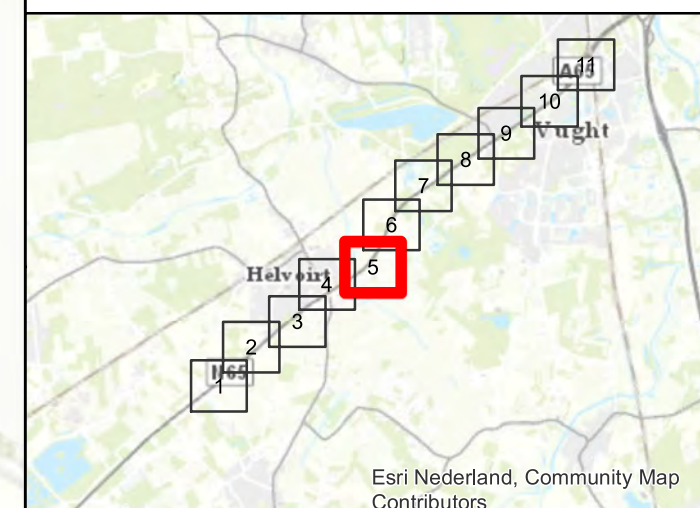 11
A65
10
Vught
9
8
7
6
5
Helvoirt
4
3
2
N65
1
Esri Nederland, Community Map
Contributors